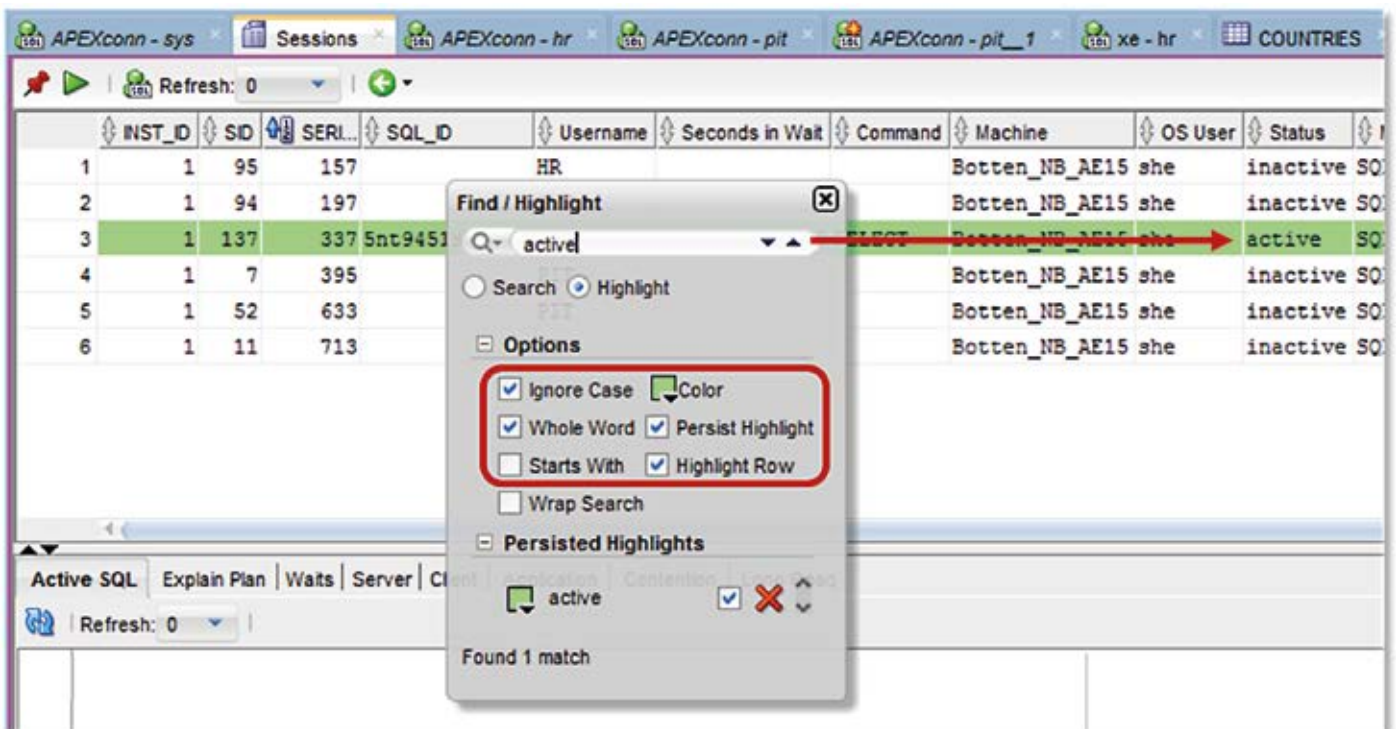 APEXconn - sys Sessions APEXconn - hr APEXconn - pit APEXconn - pit__1 xe - hr COUNTRIES
Refresh: 0
INST_ID SID SERI... SQL_ID Username Seconds in Wait Command Machine OS User Status
1 1 95 157 HR Botten_NB_AE15 she inactive
2 1 94 197 Botten_NB_AE15 she inactive
3 1 137 337 5nt9451 Botten_NB_AE15 she active
4 1 7 395 Botten_NB_AE15 she inactive
5 1 52 633 PIT Botten_NB_AE15 she inactive
6 1 11 713 Botten_NB_AE15 she inactive
Find / Highlight
active
Search Highlight
Options
Ignore Case Color
Whole Word Persist Highlight
Starts With Highlight Row
Wrap Search
Persisted Highlights
active
Found 1 match
Active SQL Explain Plan Waits Server Application Contention
Refresh: 0